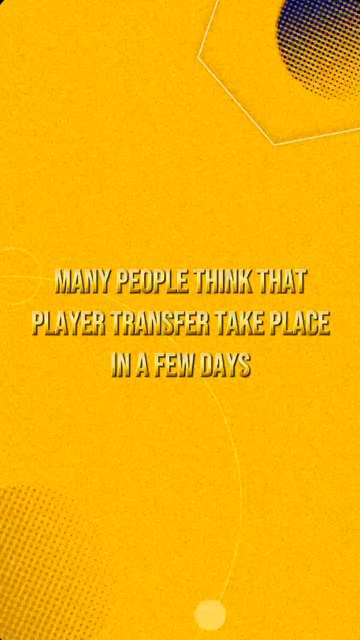 MANY PEOPLE THINK THAT
PLAYER TRANSFER TAKE PLACE
IN A FEW DAYS